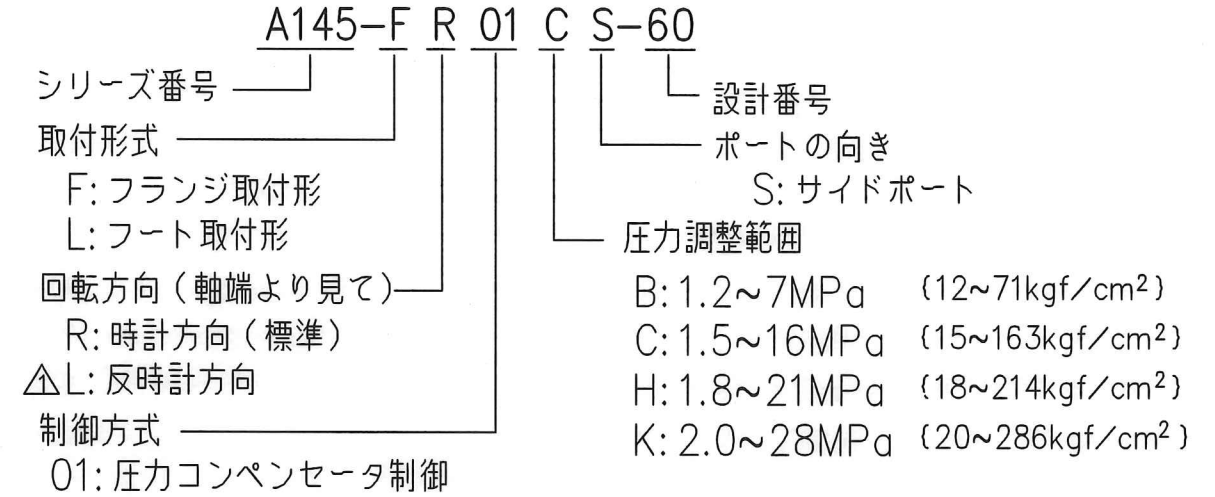 A145-F R 01 C S-60
シリーズ番号
取付形式
F: フランジ取付形
L: フート取付形
回転方向（軸端より見て）
R: 時計方向（標準）
⚠1 L: 反時計方向
制御方式
01: 圧力コンペンセータ制御
設計番号
ポートの向き
S: サイドポート
圧力調整範囲
B: 1.2~7MPa {12~71kgf/cm²}
C: 1.5~16MPa {15~163kgf/cm²}
H: 1.8~21MPa {18~214kgf/cm²}
K: 2.0~28MPa {20~286kgf/cm²}